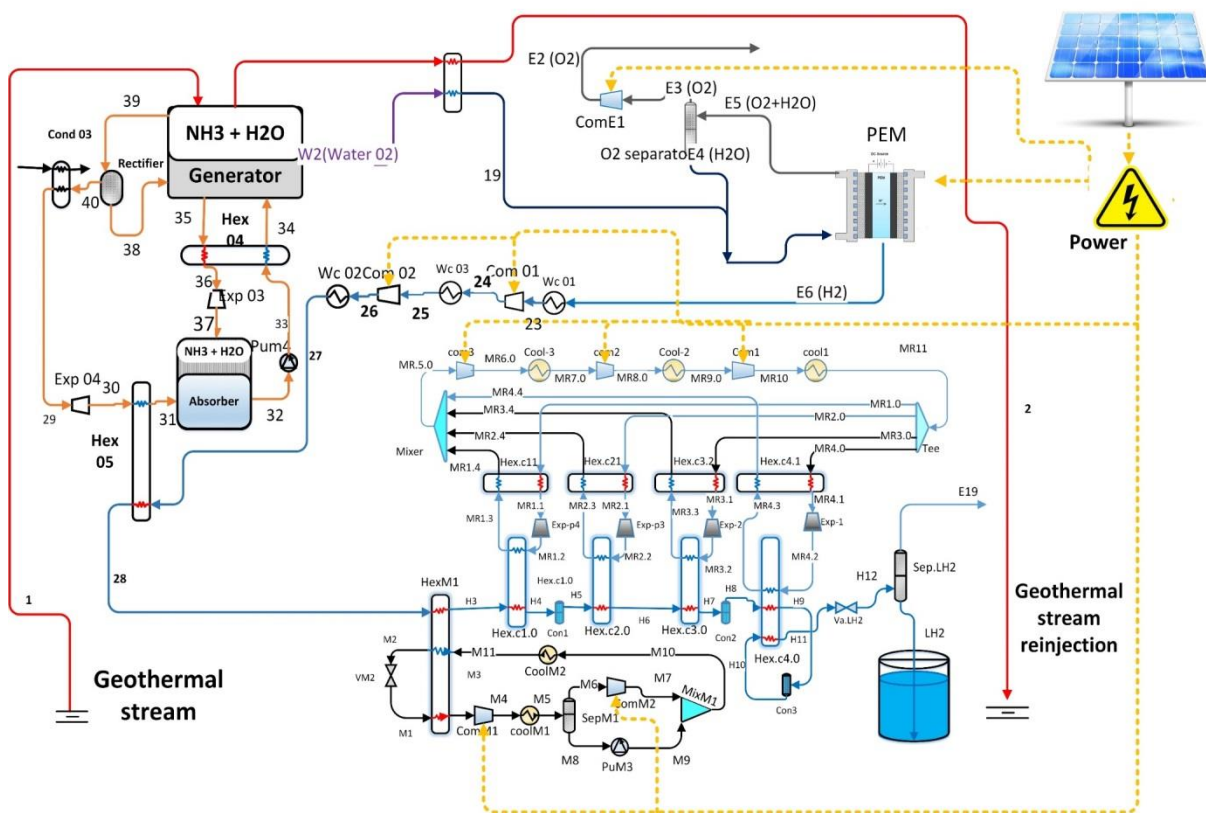 E2 (O2)
E3 (O2)
E5 (O2+H2O)
ComE1
PEM
39
Cond 03
NH3 + H2O
Rectifier
W2(Water 02)
O2 separatoE4 (H2O)
Generator
40
19
Power
38
35
Hex
04
34
36
Exp 03
Wc 02
Com 02
Wc 03
24
Com 01
Wc 01
E6 (H2)
26
25
23
37
33
27
NH3 + H2O
Pum4
com3
MR6.0
Cool-3
com2
Cool-2
Com1
cool1
MR11
MR.5.0
MR7.0
MR8.0
MR9.0
MR10
Exp 04
30
Absorber
31
32
29
Hex
05
MR4.4
MR3.4
MR2.4
MR1.0
MR2.0
MR3.0
MR4.0
Tee
2
Mixer
MR1.4
Hex.c11
Hex.c21
Hex.c3.2
Hex.c4.1
MR1.3
MR1.1
MR2.3
MR2.1
MR3.3
MR3.1
MR4.3
MR4.1
E19
Exp-p4
Exp-p3
Exp-2
Exp-1
MR1.2
MR2.2
MR3.2
MR4.2
28
HexM1
Hex.c1.0
H3
H4
H5
H6
H7
H8
H9
H12
Sep.LH2
Con1
Con2
Va.LH2
1
Hex.c1.0
Hex.c2.0
Hex.c3.0
H11
Hex.c4.0
H10
Con3
LH2
Geothermal
stream
reinjection
M2
M11
M3
CoolM2
M10
VM2
Geothermal
stream
M1
M4
M5
M6
M7
ComM1
coolM1
SepM1
ComM2
MixM1
M8
PuM3
M9